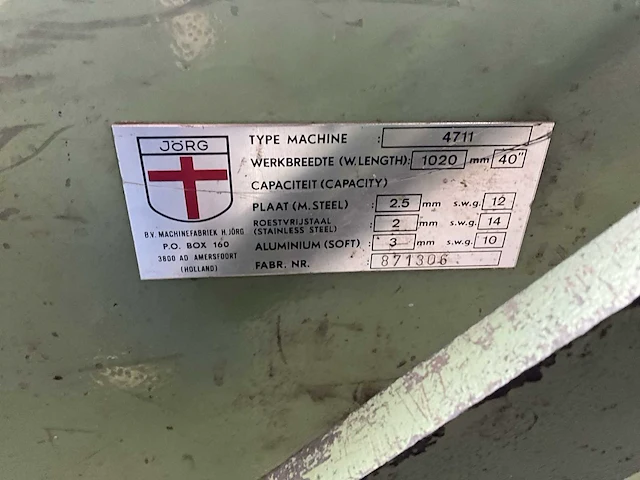 JÖRG
B.V. MACHINEFABRIEK H. JÖRG
P.O. BOX 160
3800 AD AMERSFOORT
(HOLLAND)
TYPE MACHINE : 4711
WERKBREEDTE (W.LENGTH): 1020 mm 40"
CAPACITEIT (CAPACITY)
PLAAT (M. STEEL) : 2.5 mm s.w.g. 12
ROESTVRIJSTAAL
(STAINLESS STEEL) : 2 mm s.w.g. 14
ALUMINIUM (SOFT) : 3 mm s.w.g. 10
FABR. NR. : 871306